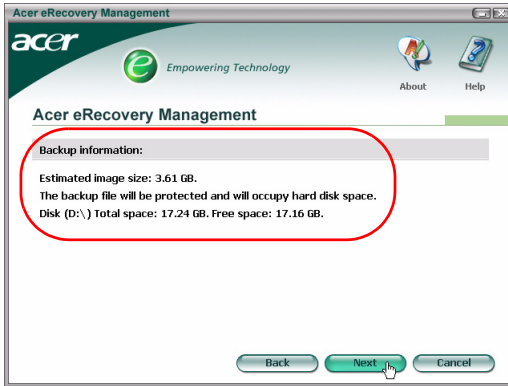 Acer eRecovery Management
acer
e
Empowering Technology
About
Help
Acer eRecovery Management
Backup information:
Estimated image size: 3.61 GB.
The backup file will be protected and will occupy hard disk space.
Disk (D:\) Total space: 17.24 GB. Free space: 17.16 GB.
Back
Next
Cancel